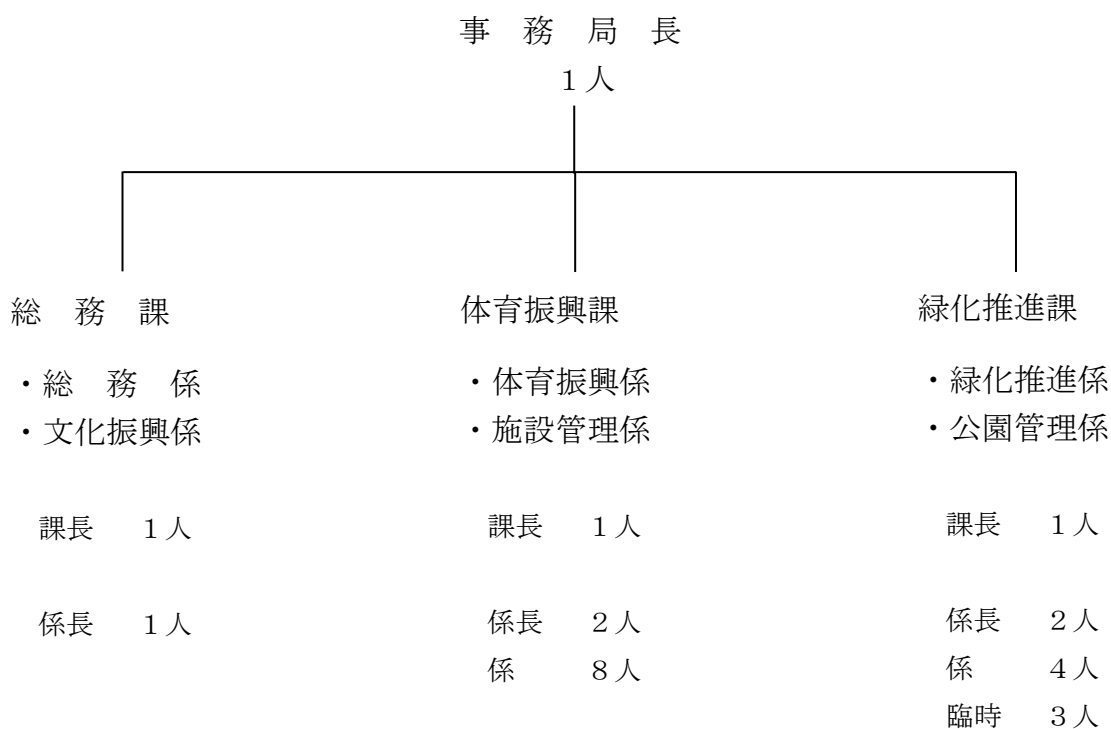 事　務　局　長
１人
総　務　課
・総　務　係
・文化振興係
課長　１人
係長　１人
体育振興課
・体育振興係
・施設管理係
課長　１人
係長　２人
係　　８人
緑化推進課
・緑化推進係
・公園管理係
課長　１人
係長　２人
係　　４人
臨時　３人